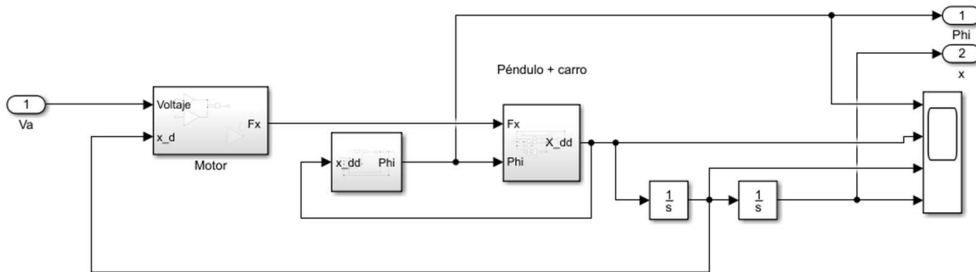 1
Phi
2
x
Péndulo + carro
1
Va
Voltaje
x_d
Fx
Motor
x_dd
Phi
Fx
Phi
X_dd
1
s
1
s